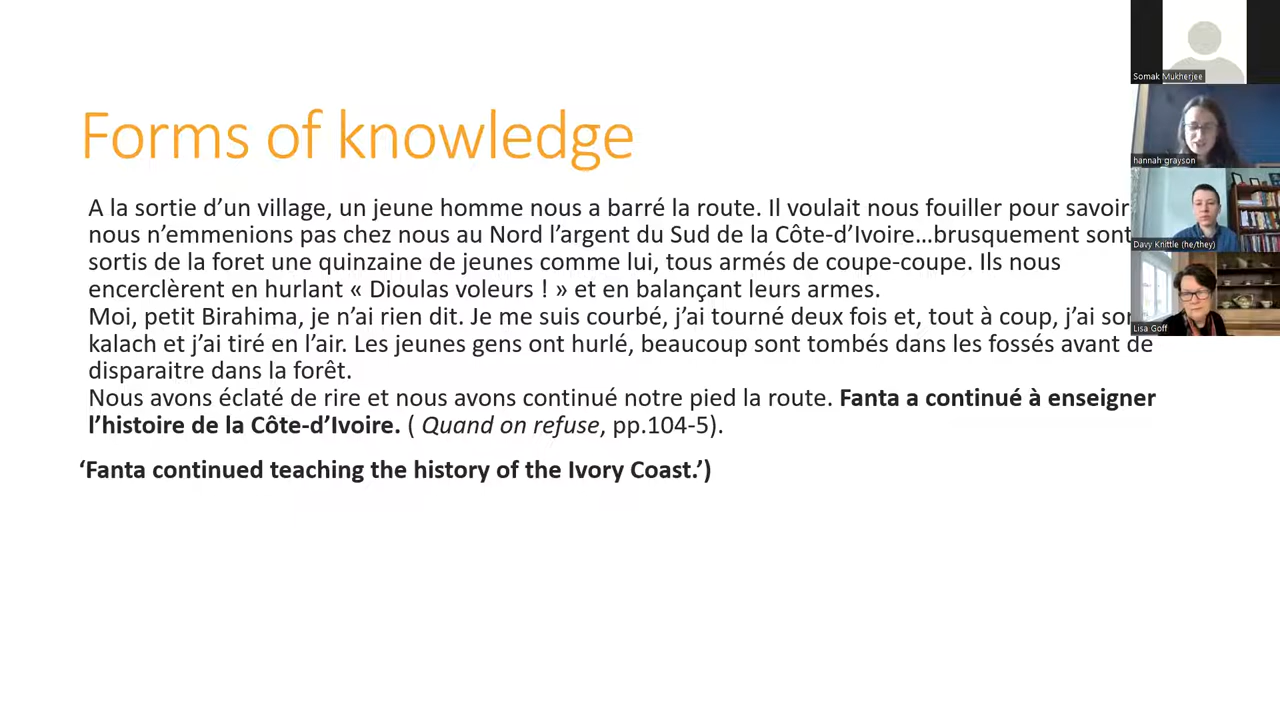 Forms of knowledge
A la sortie d’un village, un jeune homme nous a barré la route. Il voulait nous fouiller pour savoir
nous n’emmenions pas chez nous au Nord l’argent du Sud de la Côte-d’Ivoire…brusquement sont
sortis de la foret une quinzaine de jeunes comme lui, tous armés de coupe-coupe. Ils nous
encerclèrent en hurlant « Dioulas voleurs ! » et en balançant leurs armes.
Moi, petit Birahima, je n’ai rien dit. Je me suis courbé, j’ai tourné deux fois et, tout à coup, j’ai
kalach et j’ai tiré en l’air. Les jeunes gens ont hurlé, beaucoup sont tombés dans les fossés avant de
disparaitre dans la forêt.
Nous avons éclaté de rire et nous avons continué notre pied la route. Fanta a continué à enseigner
l’histoire de la Côte-d’Ivoire. ( Quand on refuse, pp.104-5).
‘Fanta continued teaching the history of the Ivory Coast.’)
Somak Mukherjee
hannah grayson
Davy Knittle (he/they)
Lisa Goff